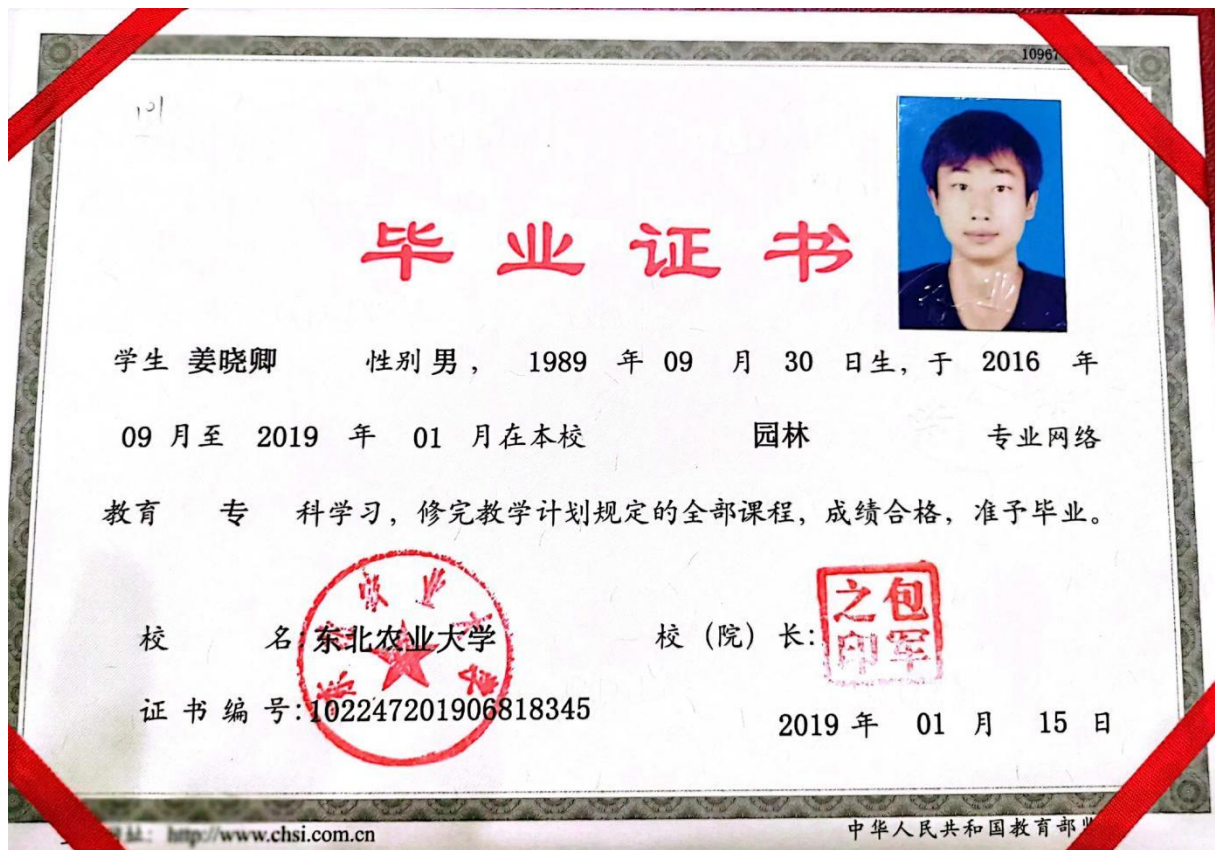 10967
毕业证书
学生 姜晓卿 性别 男 , 1989 年 09 月 30 日生, 于 2016 年
09 月至 2019 年 01 月在本校 园林 专业网络
教育 专 科学习, 修完教学计划规定的全部课程, 成绩合格, 准予毕业。
校 名: 东北农业大学 校 (院) 长: 包军之印
证书编号: 102247201906818345
2019 年 01 月 15 日
http://www.chsi.com.cn 中华人民共和国教育部